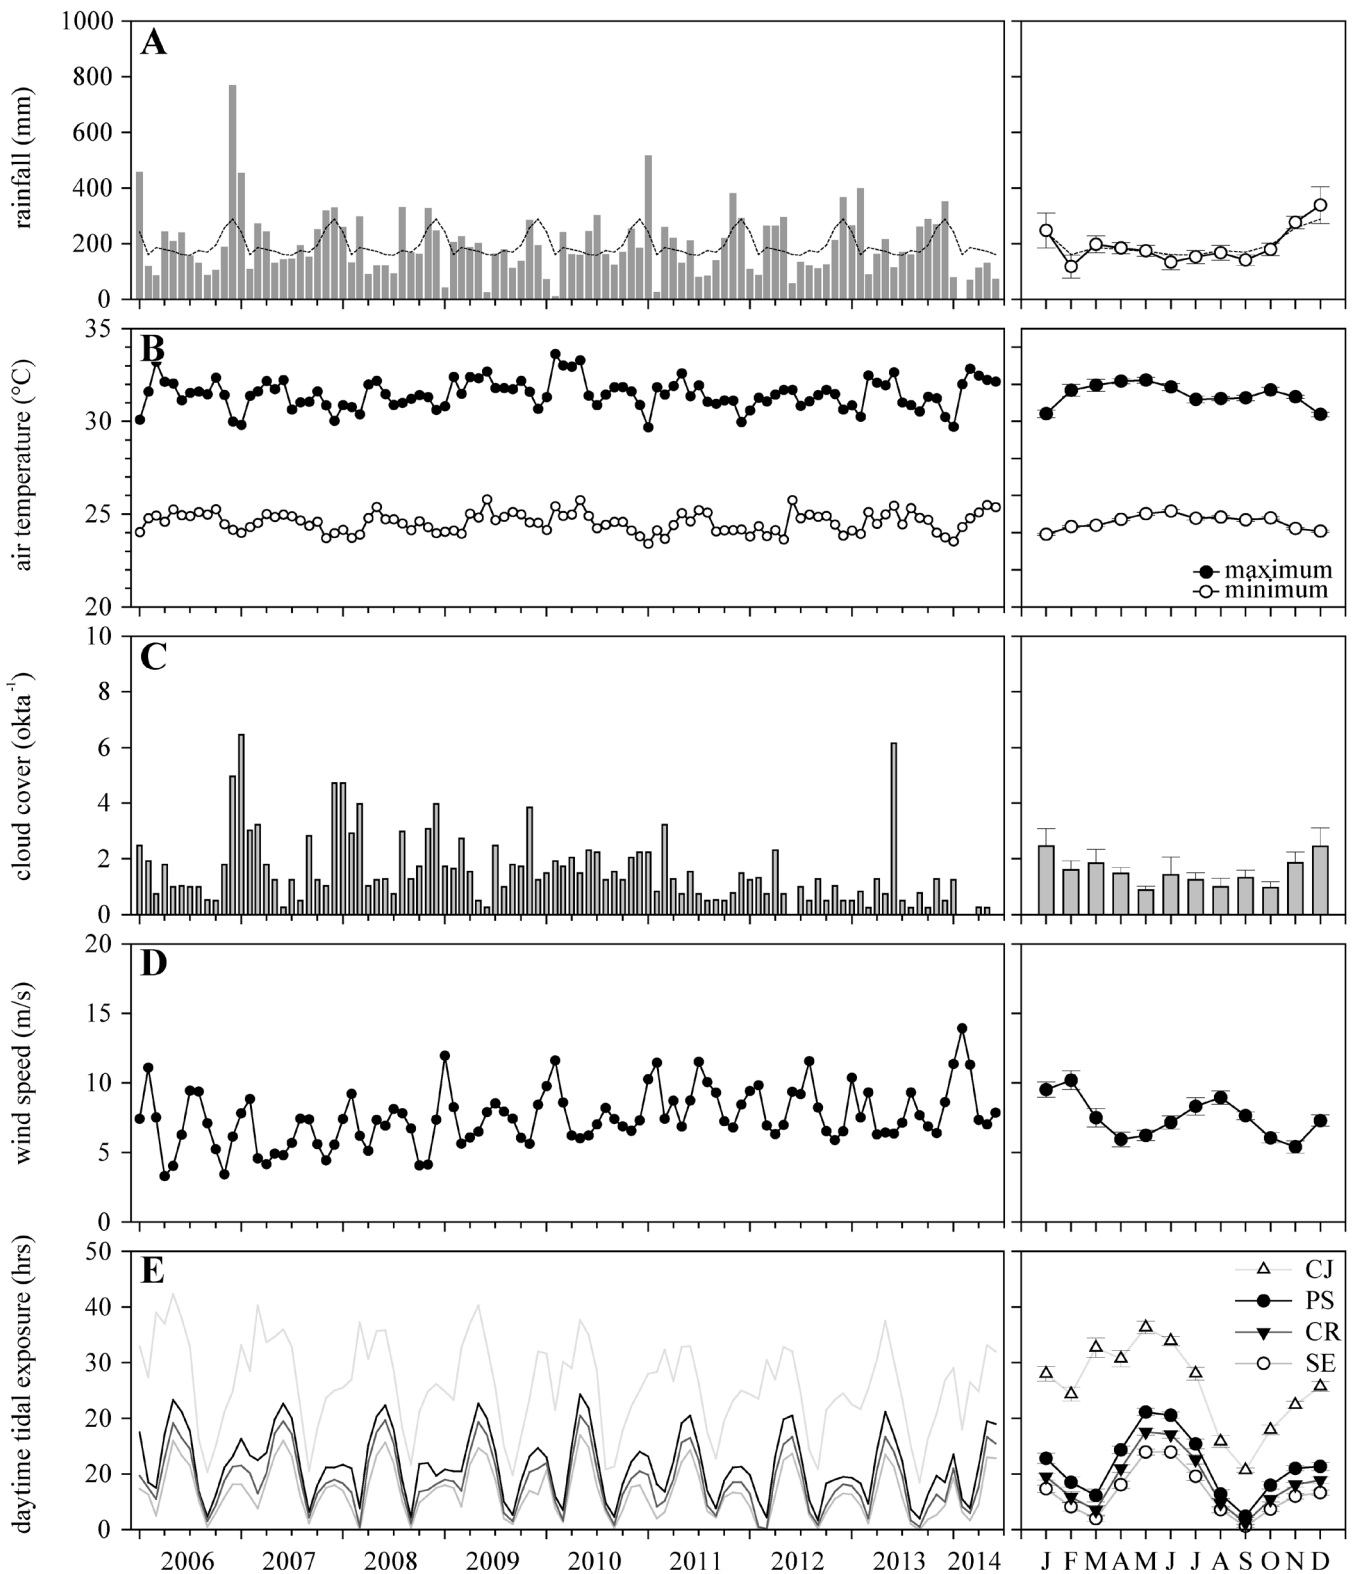 A
rainfall (mm)
1000
800
600
400
200
0
B
air temperature (°C)
35
30
25
20
maximum
minimum
C
cloud cover (okta-1)
10
8
6
4
2
0
D
wind speed (m/s)
20
15
10
5
0
E
daytime tidal exposure (hrs)
50
40
30
20
20
0
CJ
PS
CR
SE
2006 2007 2008 2009 2010 2011 2012 2013 2014
J F M A M J J A S O N D